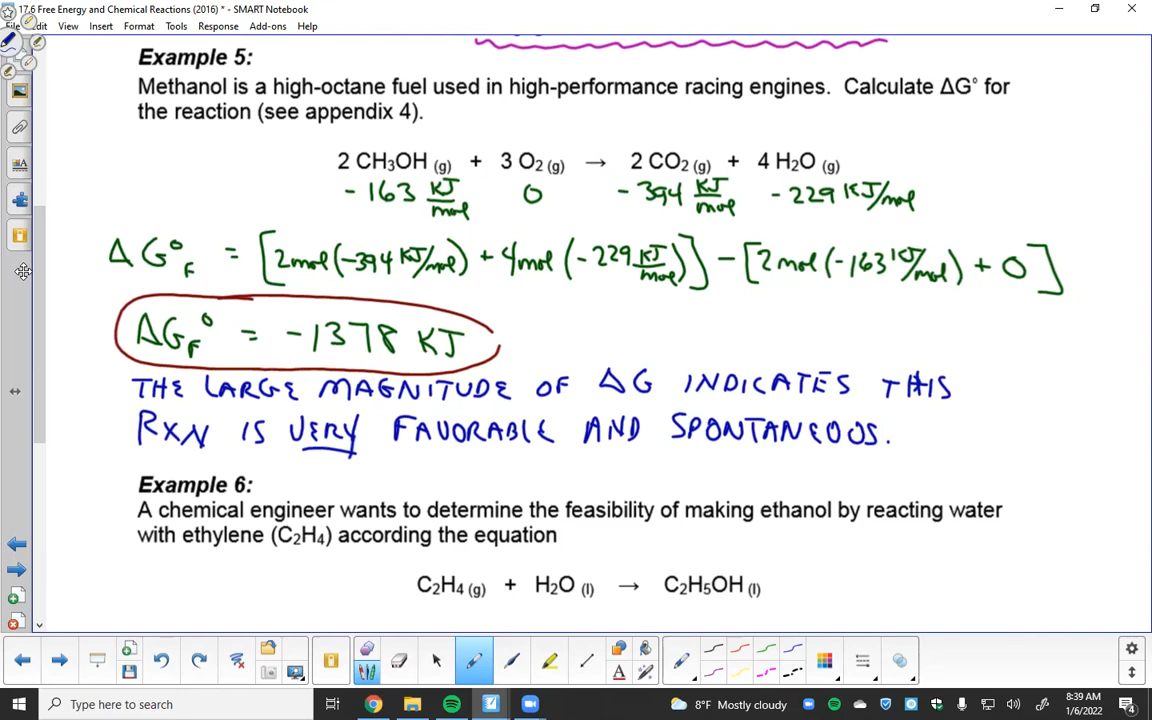 17.6 Free Energy and Chemical Reactions (2016) * - SMART Notebook
File Edit View Insert Format Tools Response Add-ons Help
Example 5:
Methanol is a high-octane fuel used in high-performance racing engines. Calculate ΔG° for
the reaction (see appendix 4).
2 CH₃OH (g) + 3 O₂ (g) → 2 CO₂ (g) + 4 H₂O (g)
-163 KJ/mol 0 -394 KJ/mol -229 KJ/mol
ΔG°F = [2mol(-394 KJ/mol) + 4mol(-229 KJ/mol)] - [2mol(-163 KJ/mol) + 0]
ΔGF° = -1378 KJ
THE LARGE MAGNITUDE OF ΔG INDICATES THIS
RXN IS VERY FAVORABLE AND SPONTANEOUS.
Example 6:
A chemical engineer wants to determine the feasibility of making ethanol by reacting water
with ethylene (C₂H₄) according the equation
C₂H₄ (g) + H₂O (l) → C₂H₅OH (l)
Type here to search
8°F Mostly cloudy
8:39 AM
1/6/2022
4